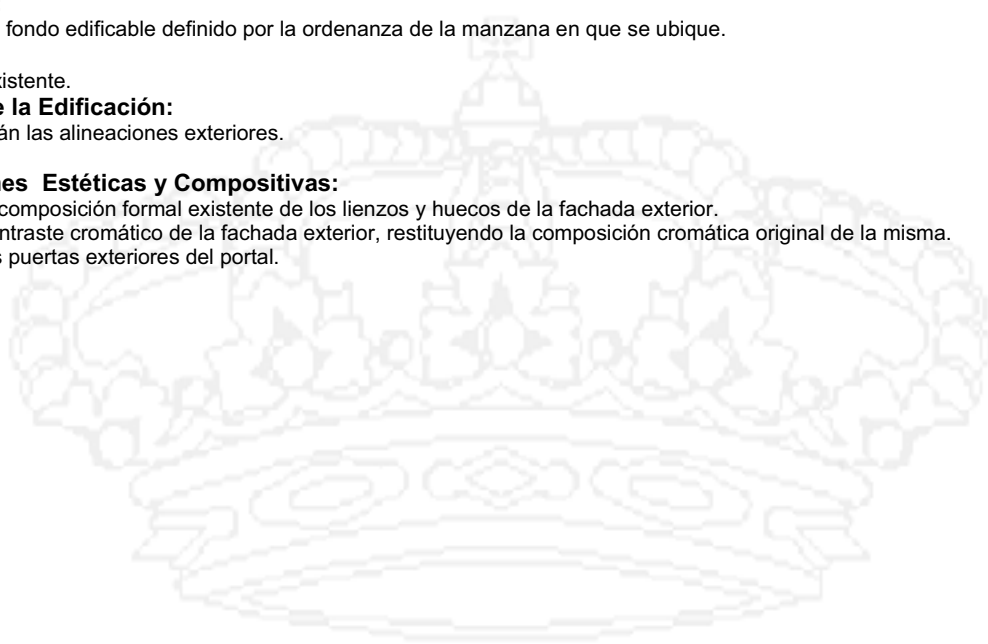 fondo edificable definido por la ordenanza de la manzana en que se ubique.
istente.
e la Edificación:
án las alineaciones exteriores.
nes Estéticas y Compositivas:
composición formal existente de los lienzos y huecos de la fachada exterior.
ntraste cromático de la fachada exterior, restituyendo la composición cromática original de la misma.
s puertas exteriores del portal.